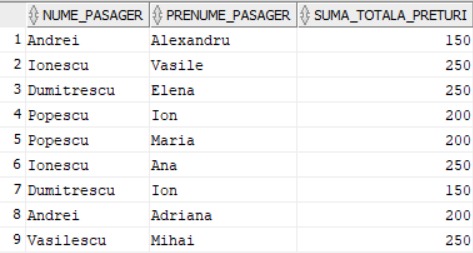 NUME_PASAGER PRENUME_PASAGER SUMA_TOTALA_PRETURI
1 Andrei Alexandru 150
2 Ionescu Vasile 250
3 Dumitrescu Elena 250
4 Popescu Ion 200
5 Popescu Maria 200
6 Ionescu Ana 250
7 Dumitrescu Ion 150
8 Andrei Adriana 200
9 Vasilescu Mihai 250